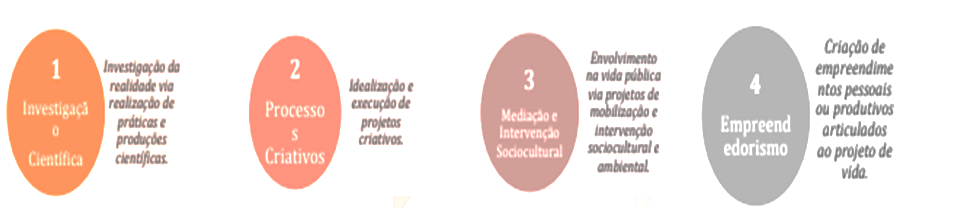 1
Investigaçã
o
Científica
Investigação da
realidade via
realização de
práticas e
produções
científicas.
2
Processo
s
Criativos
Idealização e
execução de
projetos
criativos.
3
Mediação e
Intervenção
Sociocultural
Envolvimento
na vida pública
via projetos de
mobilização e
intervenção
sociocultural e
ambiental.
4
Empreend
edorismo
Criação de
empreendime
ntos pessoais
ou produtivos
articulados
ao projeto de
vida.